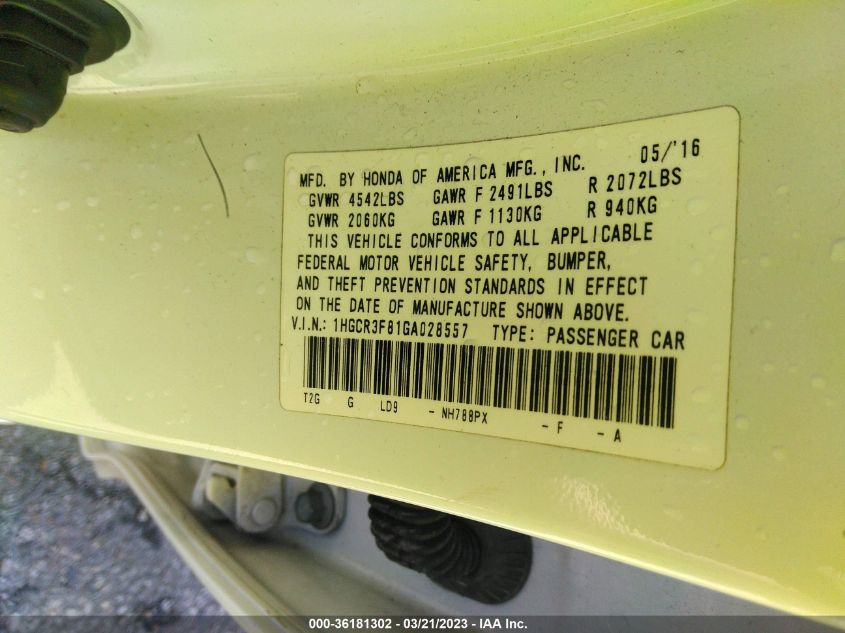 MFD. BY HONDA OF AMERICA MFG., INC. 05/'16
GVWR 4542LBS GAWR F 2491LBS R 2072LBS
GVWR 2060KG GAWR F 1130KG R 940KG
THIS VEHICLE CONFORMS TO ALL APPLICABLE
FEDERAL MOTOR VEHICLE SAFETY, BUMPER,
AND THEFT PREVENTION STANDARDS IN EFFECT
ON THE DATE OF MANUFACTURE SHOWN ABOVE.
V.I.N.: 1HGCR3F81GA028557 TYPE: PASSENGER CAR
T2G G LD9 - NH788PX - F - A
000-36181302 - 03/21/2023 - IAA Inc.